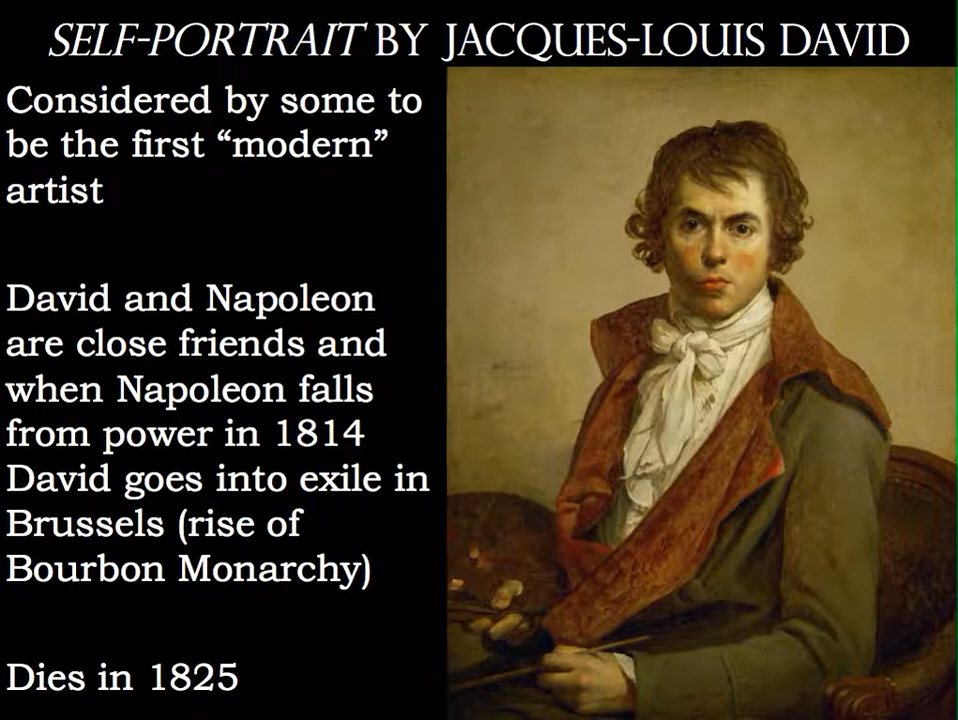 SELF-PORTRAIT BY JACQUES-LOUIS DAVID
Considered by some to
be the first “modern”
artist
David and Napoleon
are close friends and
when Napoleon falls
from power in 1814
David goes into exile in
Brussels (rise of
Bourbon Monarchy)
Dies in 1825